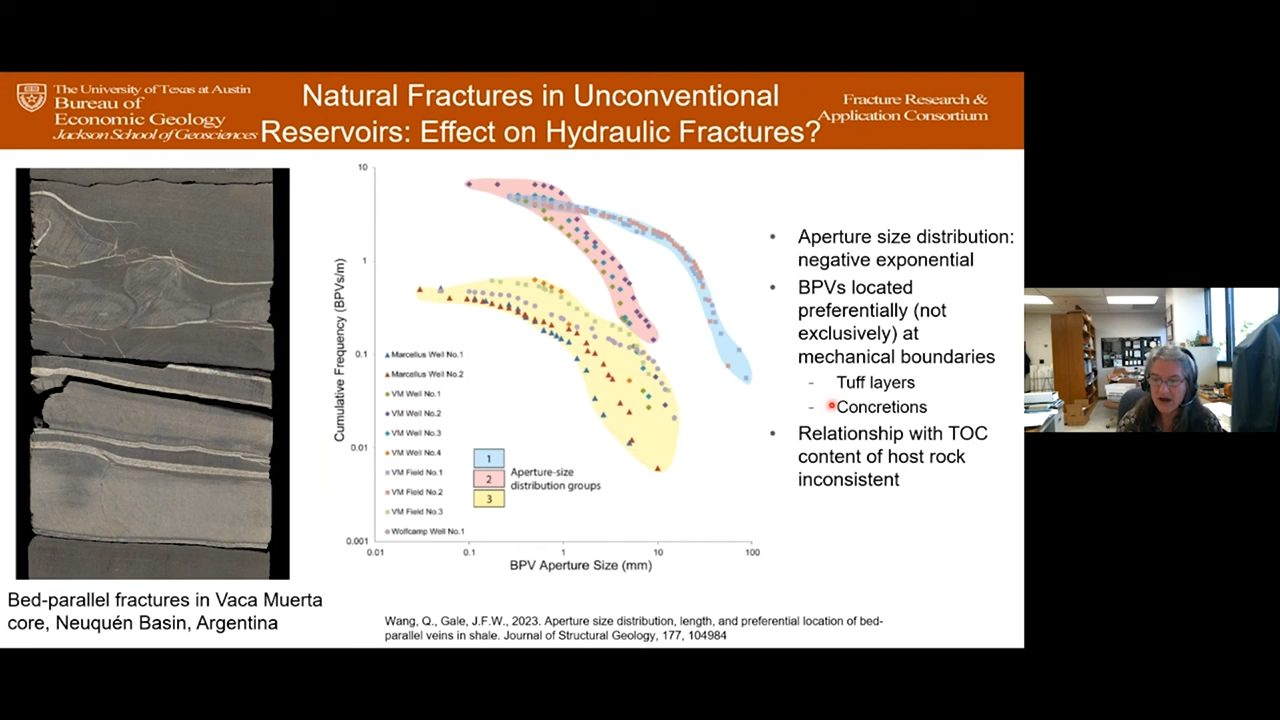 The University of Texas at Austin
Bureau of
Economic Geology
Jackson School of Geosciences
Natural Fractures in Unconventional
Reservoirs: Effect on Hydraulic Fractures?
Fracture Research &
Application Consortium
Bed-parallel fractures in Vaca Muerta
core, Neuquén Basin, Argentina
Cumulative Frequency (BPVs/m)
10
1
0.1
0.01
0.001
0.01
0.1
1
10
100
BPV Aperture Size (mm)
Marcellus Well No.1
Marcellus Well No.2
VM Well No.1
VM Well No.2
VM Well No.3
VM Well No.4
VM Field No.1
VM Field No.2
VM Field No.3
Wolfcamp Well No.1
1
2
3
Aperture-size
distribution groups
• Aperture size distribution:
negative exponential
• BPVs located
preferentially (not
exclusively) at
mechanical boundaries
- Tuff layers
- Concretions
• Relationship with TOC
content of host rock
inconsistent
Wang, Q., Gale, J.F.W., 2023. Aperture size distribution, length, and preferential location of bed-
parallel veins in shale. Journal of Structural Geology, 177, 104984